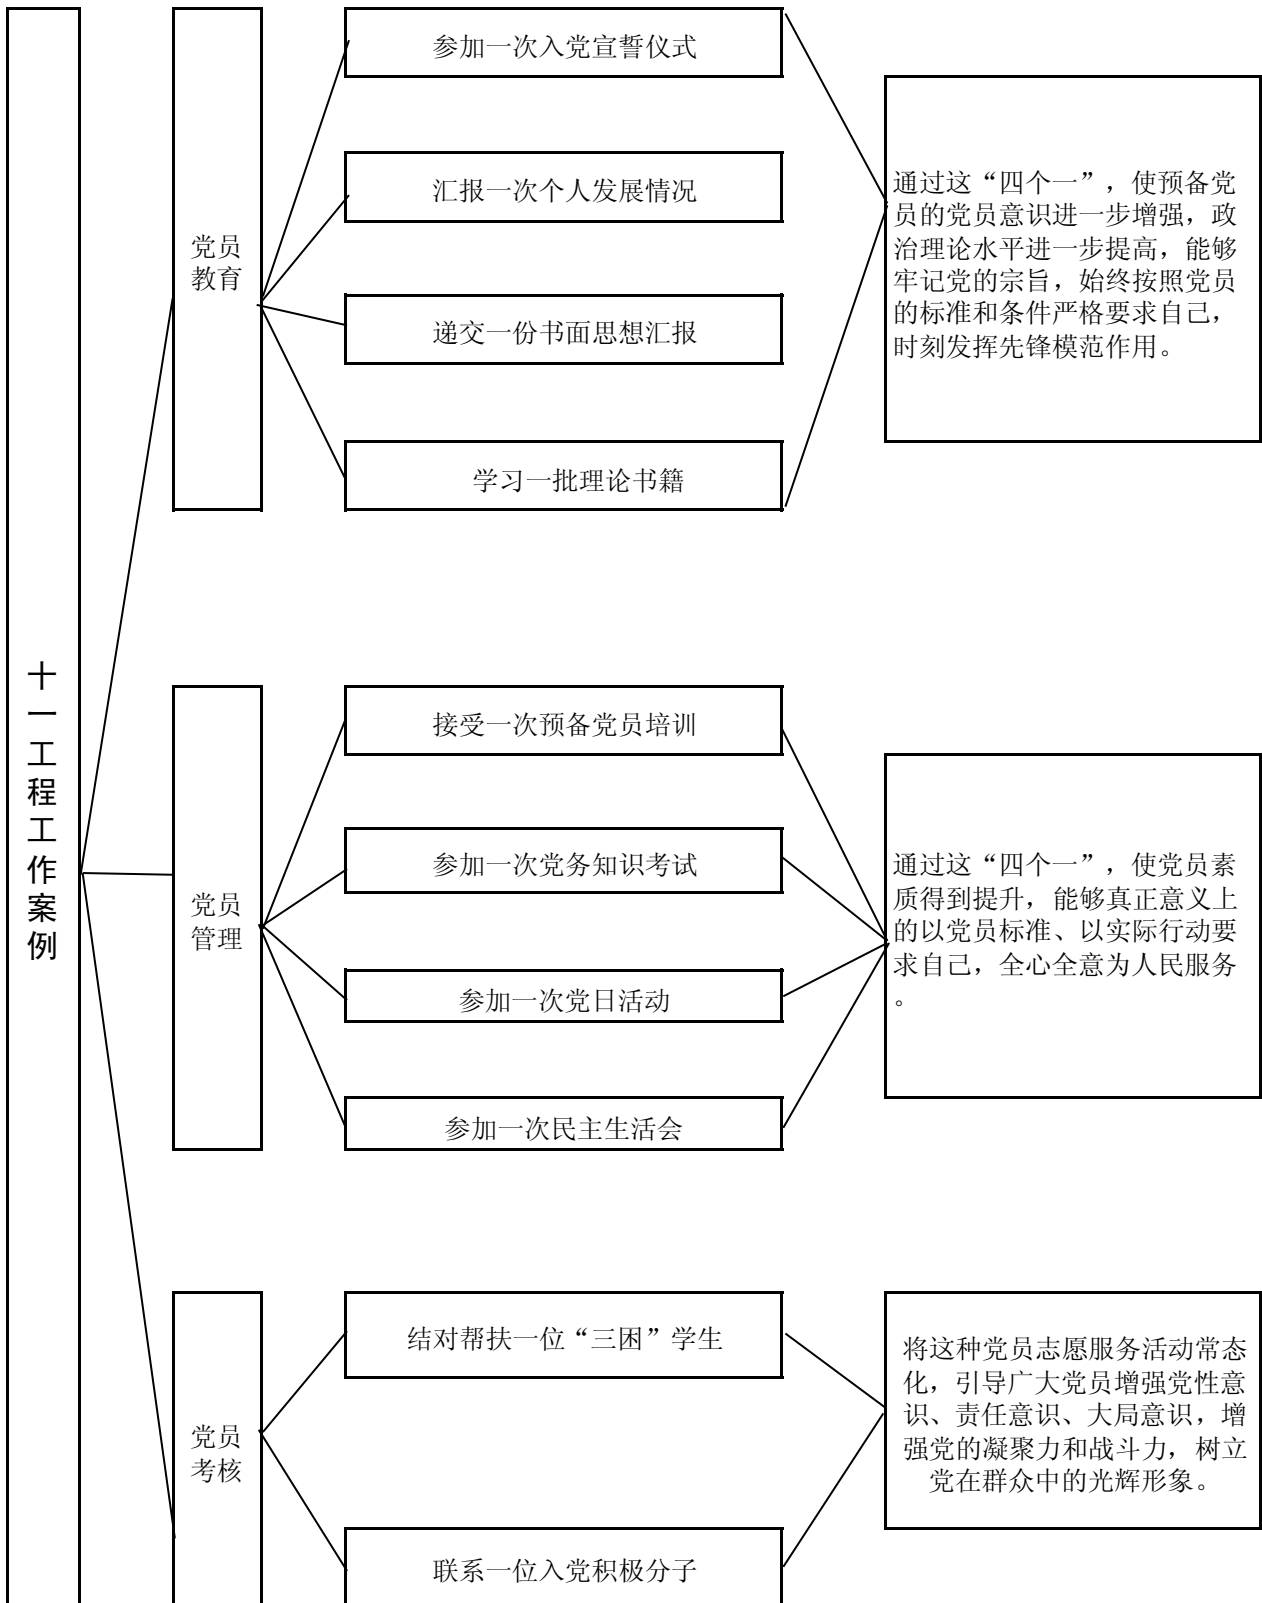 十一工程工作案例
党员
教育
参加一次入党宣誓仪式
汇报一次个人发展情况
递交一份书面思想汇报
学习一批理论书籍
通过这“四个一”，使预备党
员的党员意识进一步增强，政
治理论水平进一步提高，能够
牢记党的宗旨，始终按照党员
的标准和条件严格要求自己，
时刻发挥先锋模范作用。
党员
管理
接受一次预备党员培训
参加一次党务知识考试
参加一次党日活动
参加一次民主生活会
通过这“四个一”，使党员素
质得到提升，能够真正意义上
的以党员标准、以实际行动要
求自己，全心全意为人民服务
。
党员
考核
结对帮扶一位“三困”学生
联系一位入党积极分子
将这种党员志愿服务活动常态
化，引导广大党员增强党性意
识、责任意识、大局意识，增
强党的凝聚力和战斗力，树立
党在群众中的光辉形象。